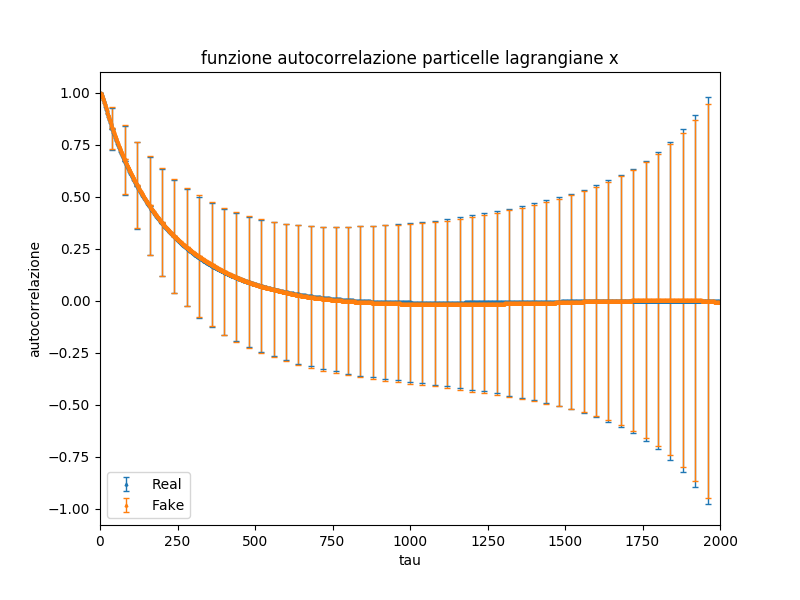 funzione autocorrelazione particelle lagrangiane x
1.00
0.75
0.50
0.25
0.00
−0.25
−0.50
−0.75
−1.00
autocorrelazione
Real
Fake
0 250 500 750 1000 1250 1500 1750 2000
tau